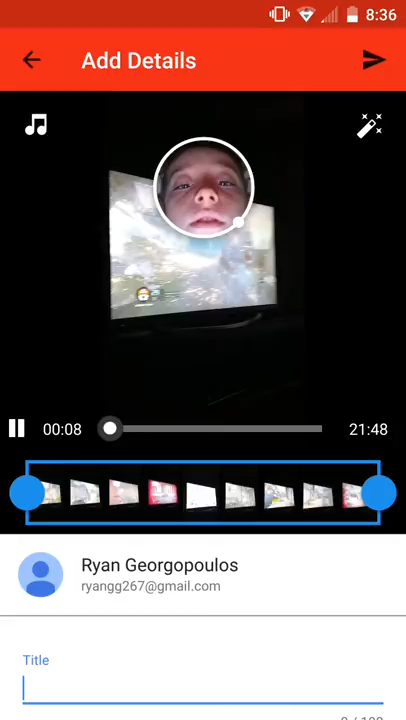 8:36
Add Details
00:08
21:48
Ryan Georgopoulos
ryangg267@gmail.com
Title